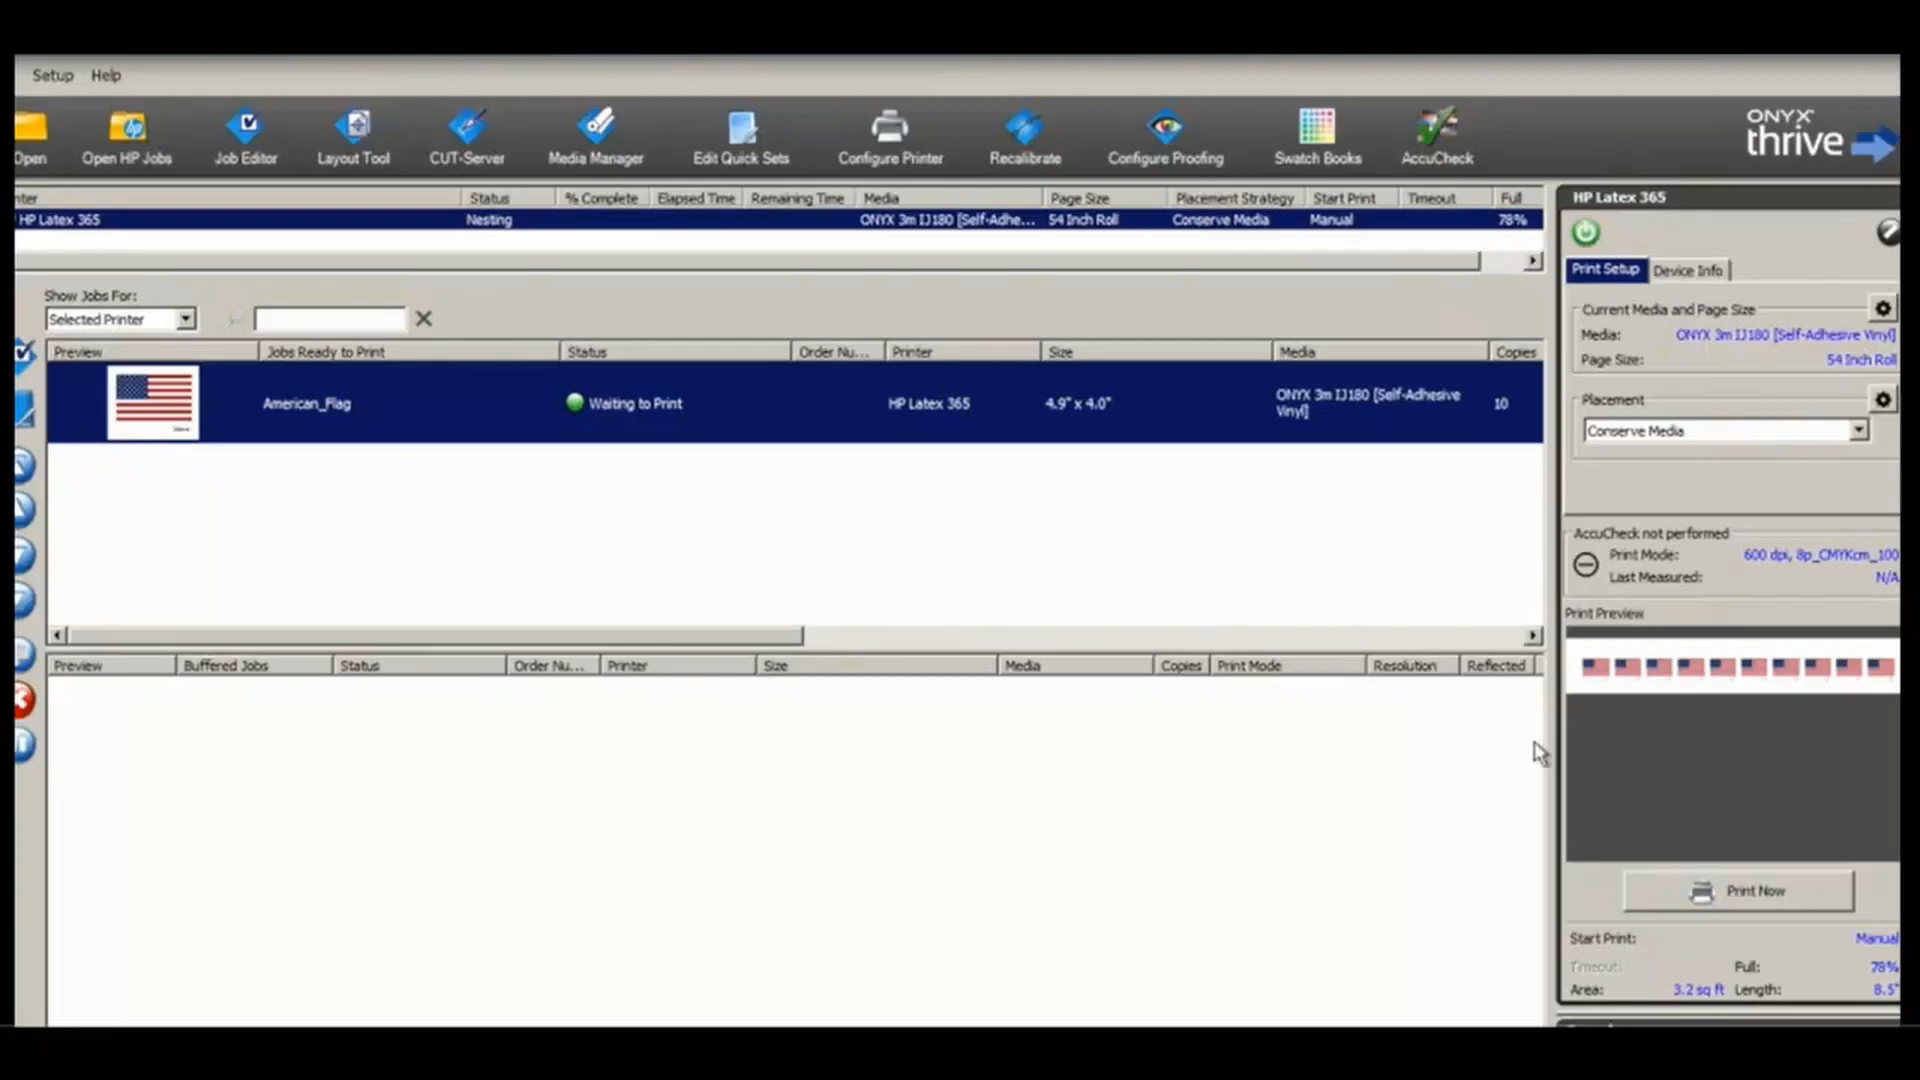 Setup Help
Open Open HP Jobs Job Editor Layout Tool CUT-Server Media Manager Edit Quick Sets Configure Printer Recalibrate Configure Proofing Swatch Books AccuCheck
ONYX
thrive
nter Status % Complete Elapsed Time Remaining Time Media Page Size Placement Strategy Start Print Timeout Full
HP Latex 365 Nesting ONYX 3m IJ180 [Self-Adhe... 54 Inch Roll Conserve Media Manual 78%
Show Jobs For:
Selected Printer
Preview Jobs Ready to Print Status Order Nu... Printer Size Media Copies
American_Flag Waiting to Print HP Latex 365 4.9" x 4.0" ONYX 3m IJ180 [Self-Adhesive
Vinyl] 10
Preview Buffered Jobs Status Order Nu... Printer Size Media Copies Print Mode Resolution Reflected
HP Latex 365
Print Setup Device Info
Current Media and Page Size
Media: ONYX 3m IJ180 [Self-Adhesive Vinyl]
Page Size: 54 Inch Roll
Placement
Conserve Media
AccuCheck not performed
Print Mode: 600 dpi, 8p_CMYKcm_100
Last Measured: N/A
Print Preview
Print Now
Start Print: Manual
Timeout: Full: 78%
Area: 3.2 sq ft Length: 8.5"